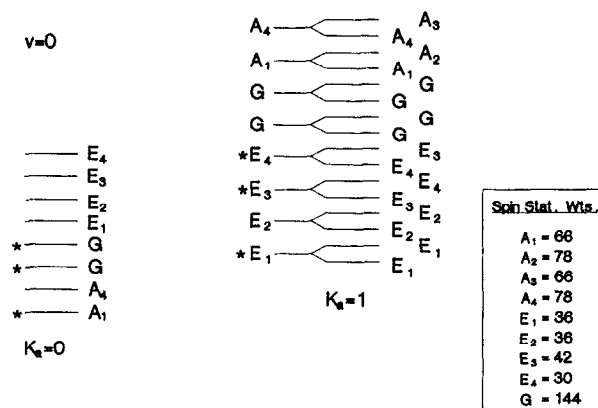 v=0
E₄
E₃
E₂
E₁
* G
* G
A₄
* A₁
Kₐ=0
A₄
A₁
G
G
*E₄
*E₃
E₂
*E₁
A₃
A₄
A₂
A₁
G
G
G
G
E₃
E₄
E₄
E₃
E₂
E₂
E₁
E₁
Kₐ=1
Spin Stat. Wts.
A₁ = 66
A₂ = 78
A₃ = 66
A₄ = 78
E₁ = 36
E₂ = 36
E₃ = 42
E₄ = 30
G = 144